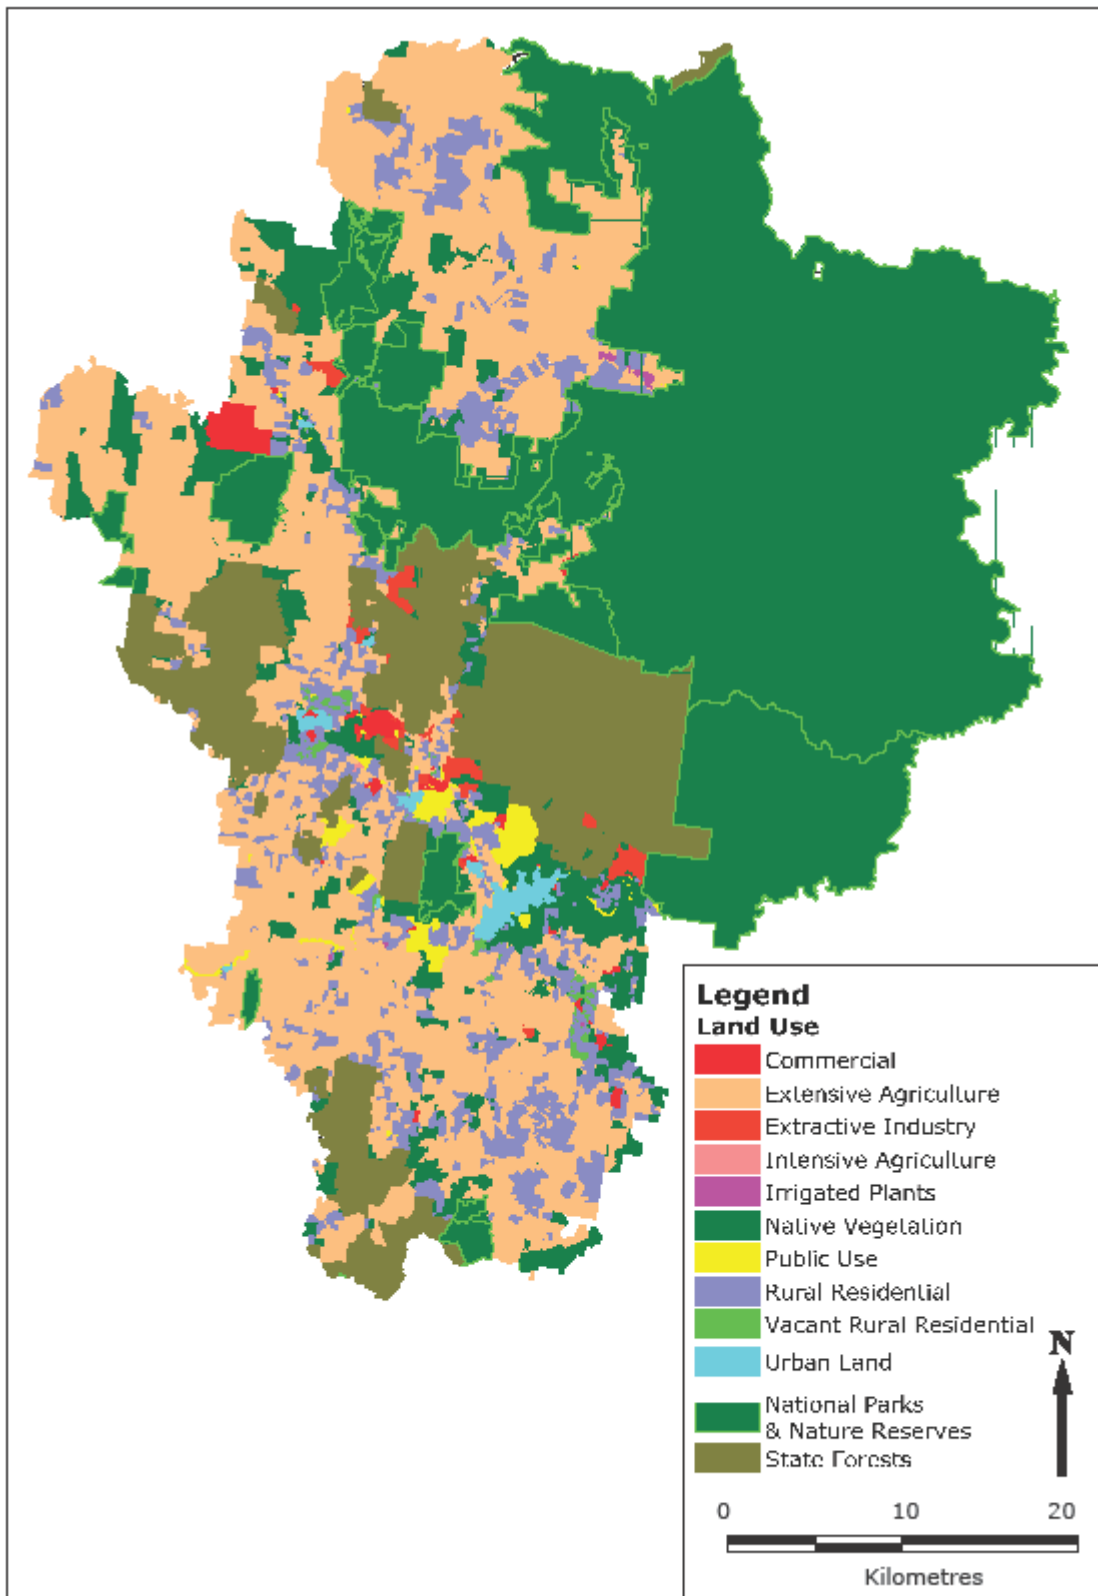 Legend
Land Use
Commercial
Extensive Agriculture
Extractive Industry
Intensive Agriculture
Irrigated Plants
Native Vegetation
Public Use
Rural Residential
Vacant Rural Residential
Urban Land
National Parks
& Nature Reserves
State Forests
N
0 10 20
Kilometres